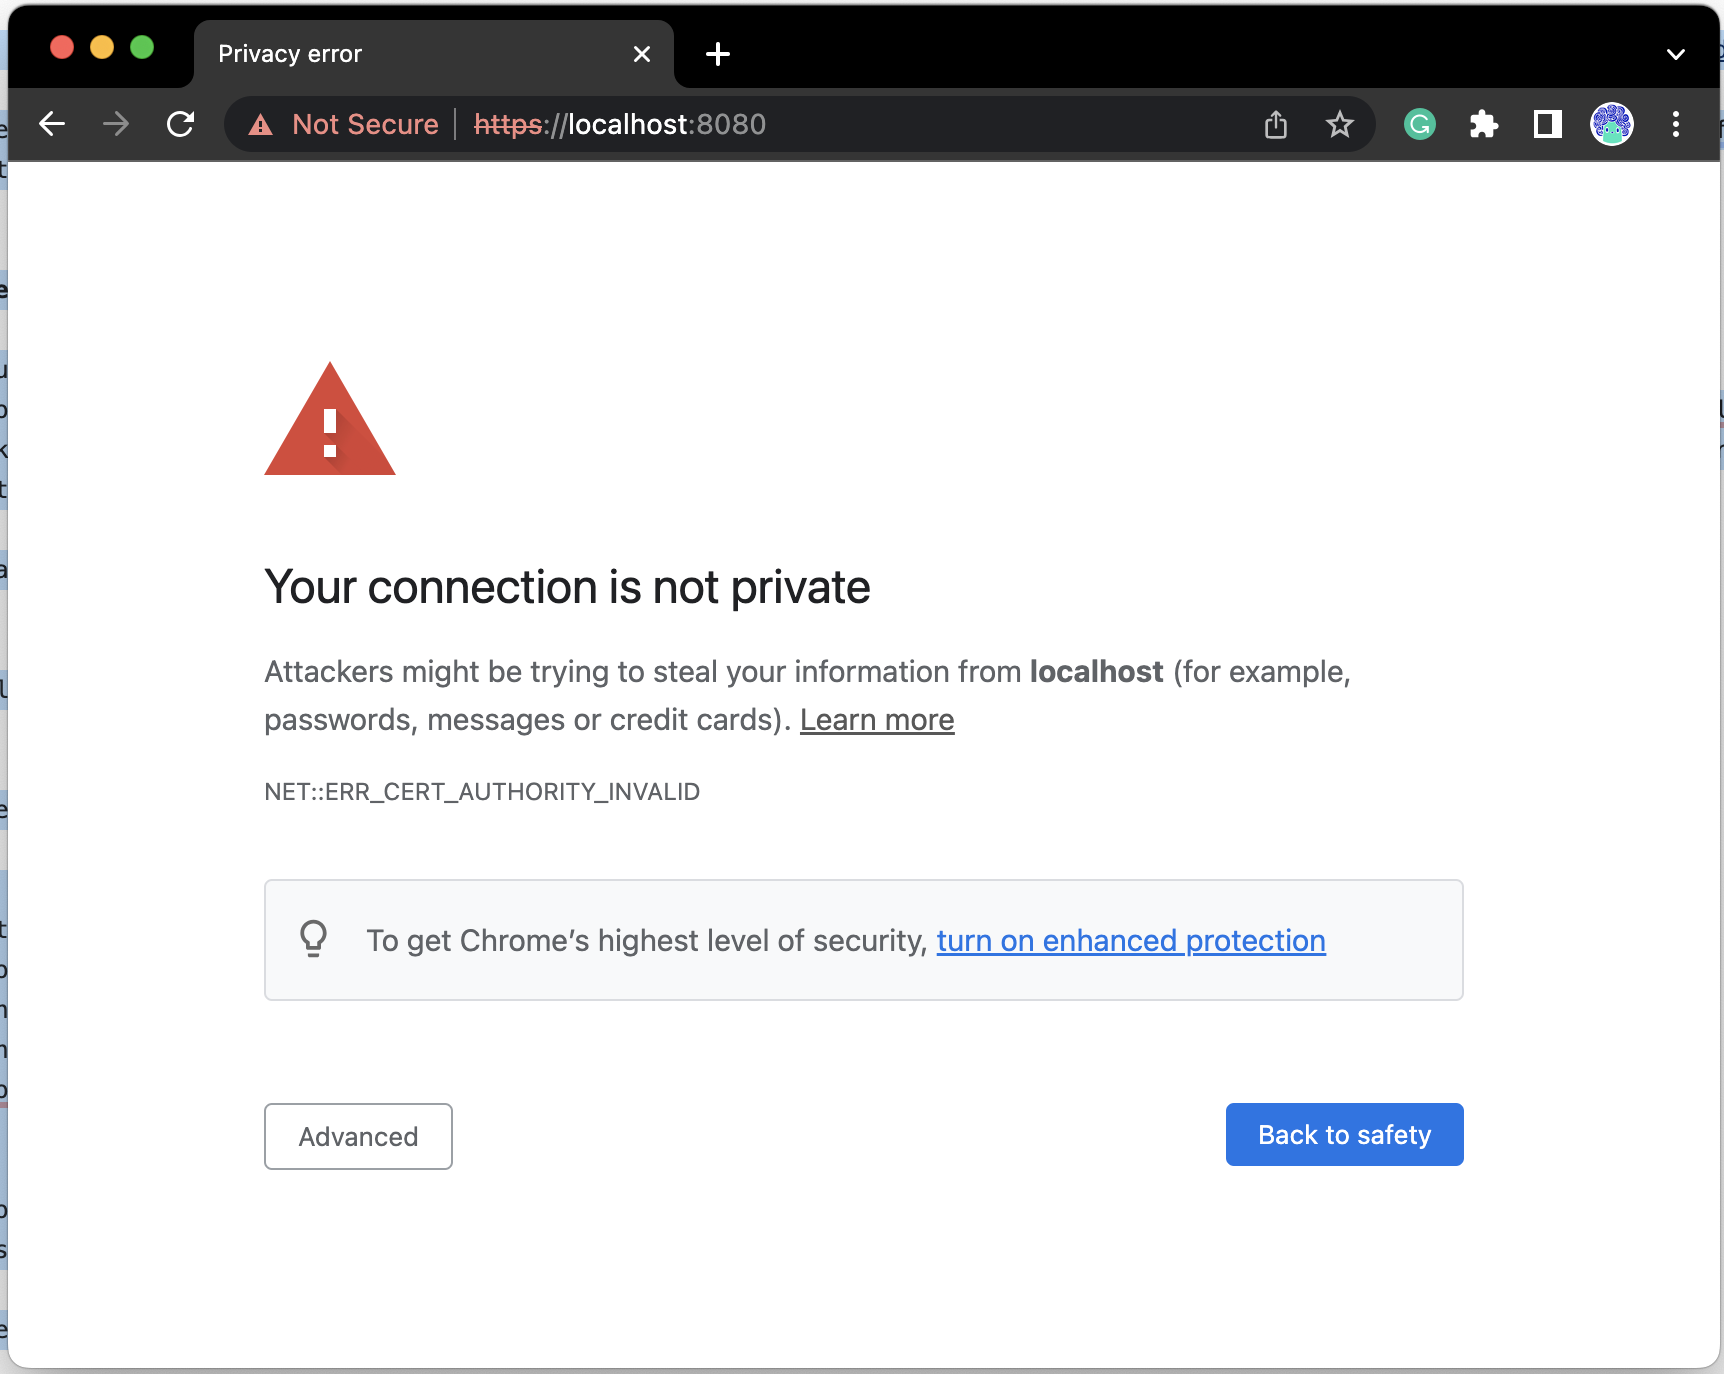 Privacy error
Not Secure https://localhost:8080
Your connection is not private
Attackers might be trying to steal your information from localhost (for example,
passwords, messages or credit cards). Learn more
NET::ERR_CERT_AUTHORITY_INVALID
To get Chrome’s highest level of security, turn on enhanced protection
Advanced
Back to safety